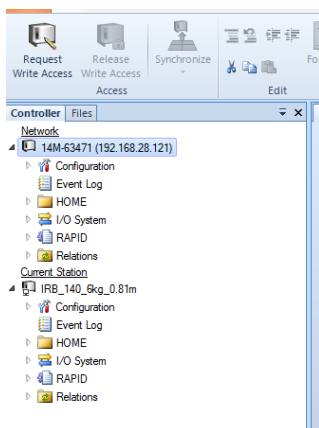 Request
Write Access
Release
Write Access
Synchronize
Fo
Access
Edit
Controller
Files
Network
14M-63471 (192.168.28.121)
Configuration
Event Log
HOME
I/O System
RAPID
Relations
Current Station
IRB_140_6kg_0.81m
Configuration
Event Log
HOME
I/O System
RAPID
Relations